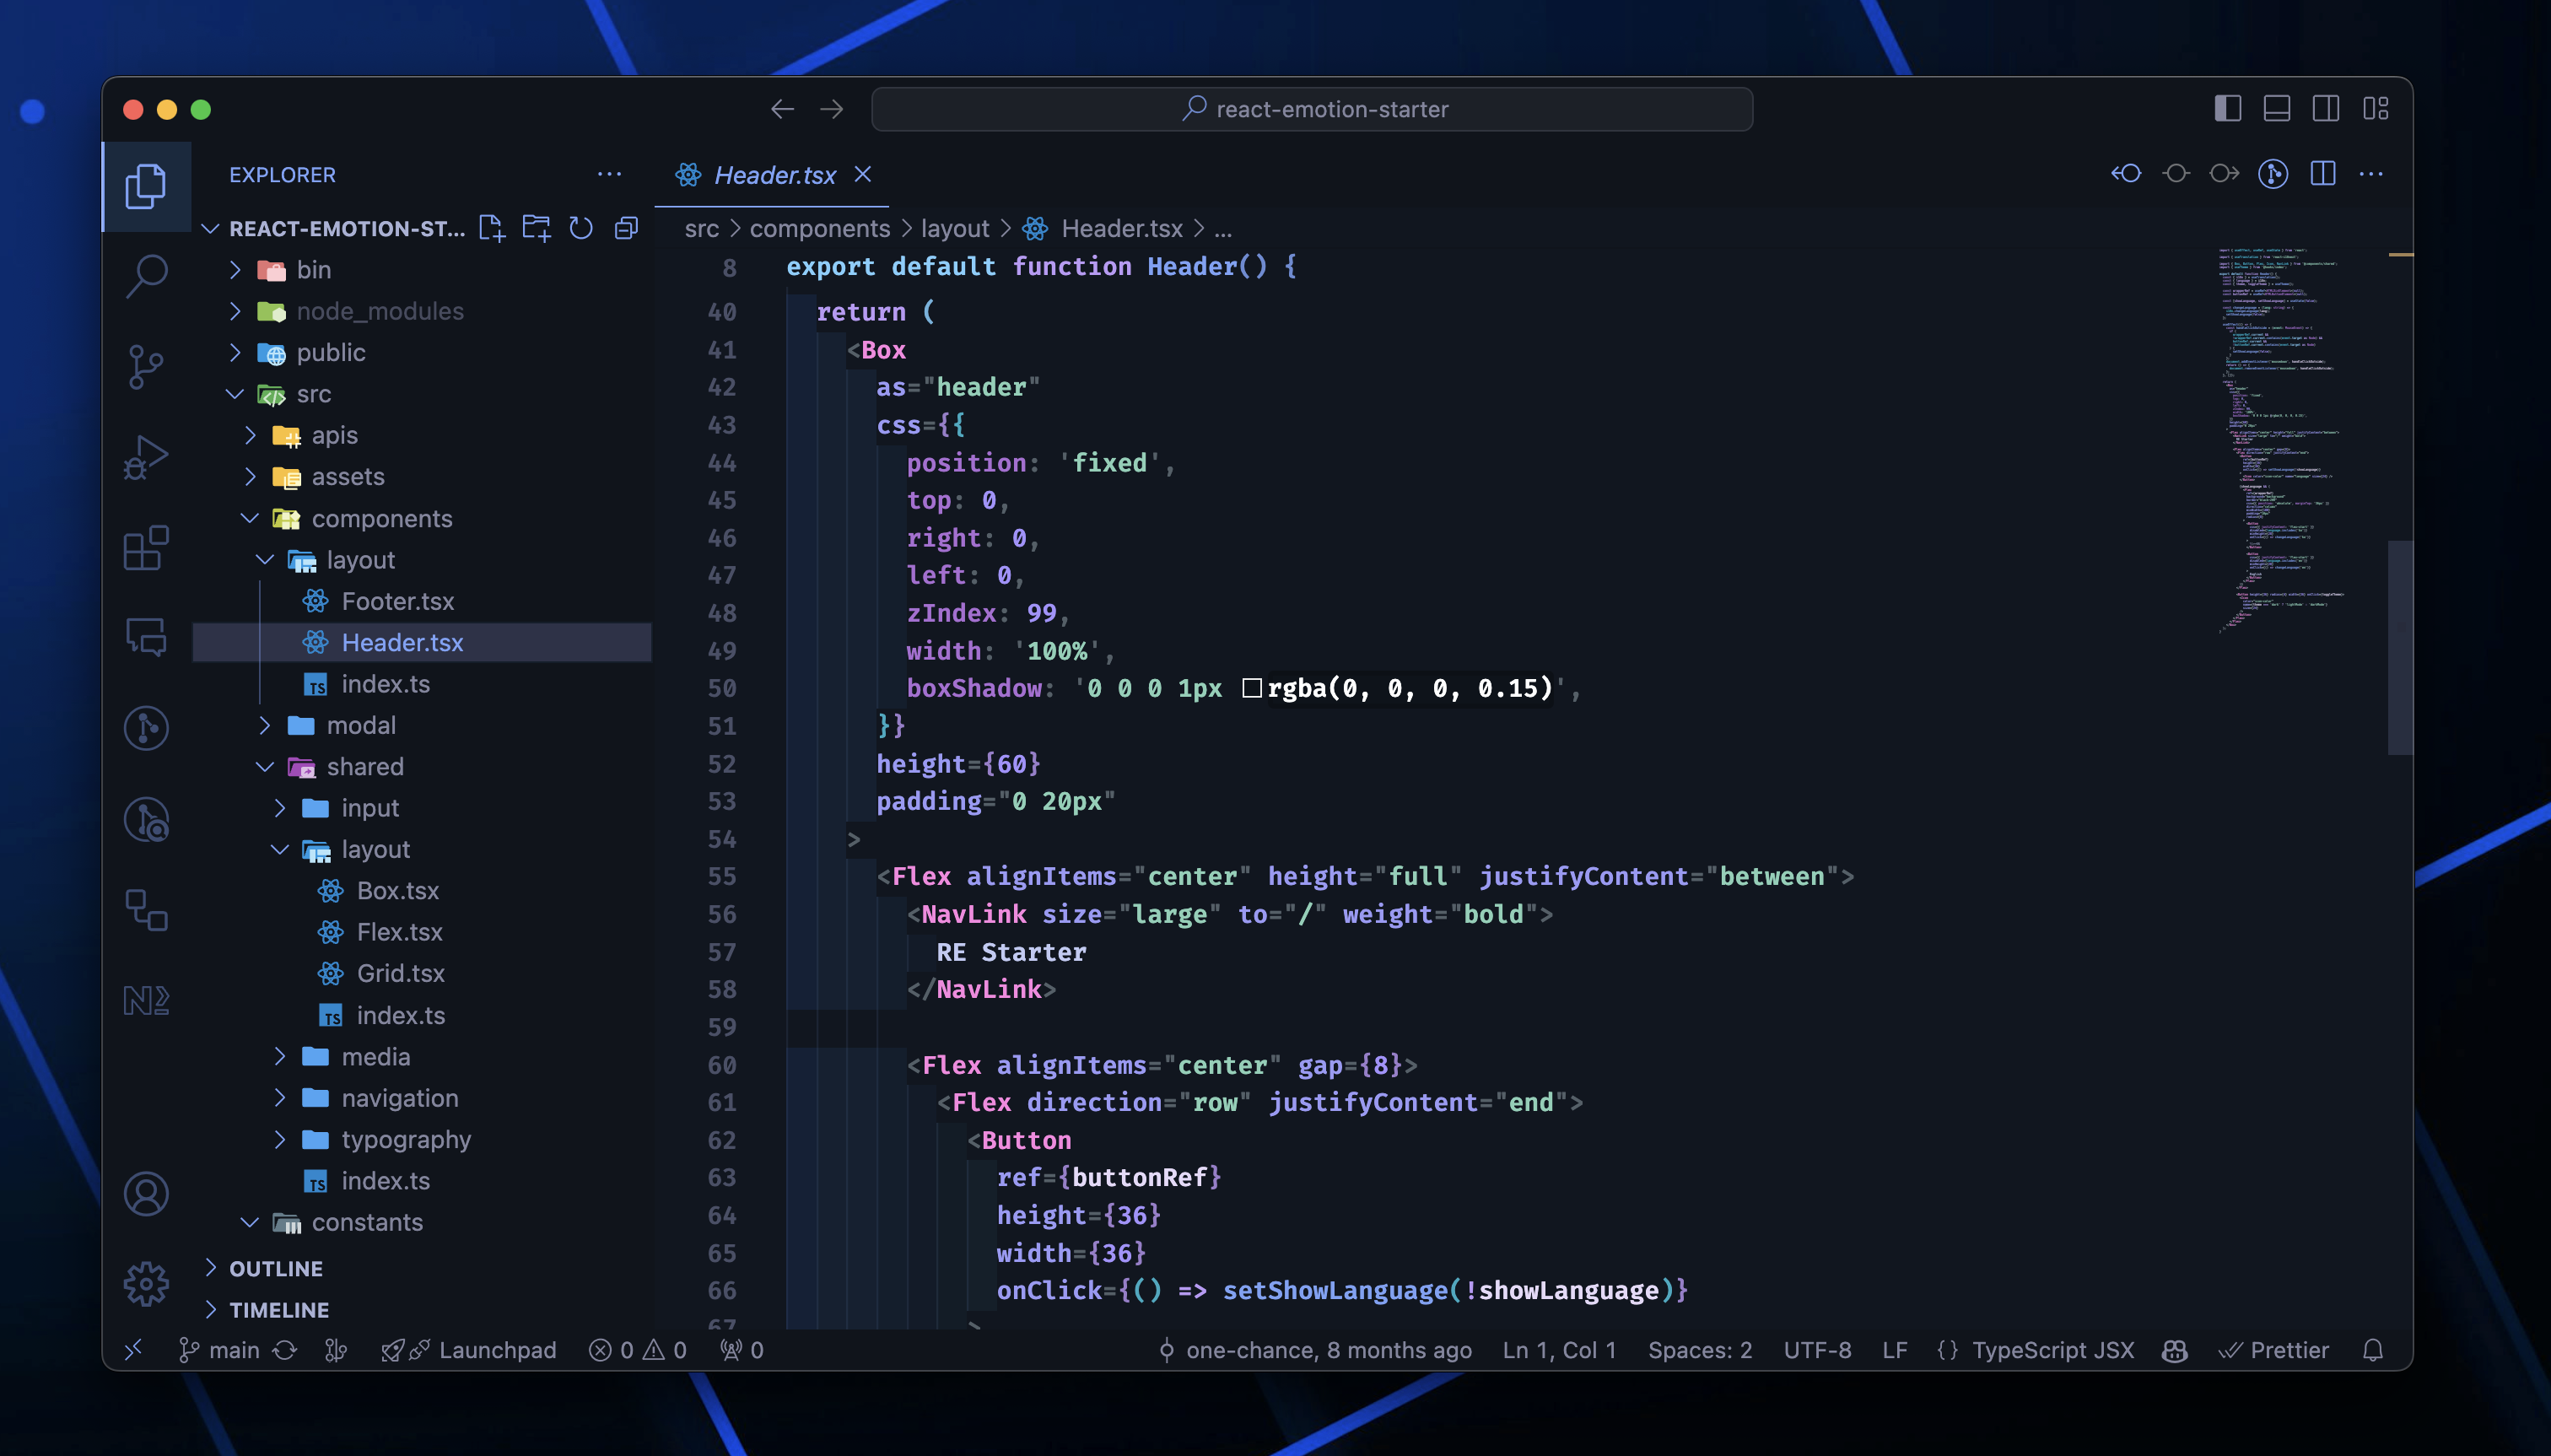 react-emotion-starter
EXPLORER
REACT-EMOTION-ST...
bin
node_modules
public
src
apis
assets
components
layout
Footer.tsx
Header.tsx
index.ts
modal
shared
input
layout
Box.tsx
Flex.tsx
Grid.tsx
index.ts
media
navigation
typography
index.ts
constants
OUTLINE
TIMELINE
Header.tsx
src > components > layout > Header.tsx > ...
8 export default function Header() {
40 return (
41 <Box
42 as="header"
43 css={{
44 position: 'fixed',
45 top: 0,
46 right: 0,
47 left: 0,
48 zIndex: 99,
49 width: '100%',
50 boxShadow: '0 0 0 1px rgba(0, 0, 0, 0.15)',
51 }}
52 height={60}
53 padding="0 20px"
54 >
55 <Flex alignItems="center" height="full" justifyContent="between">
56 <NavLink size="large" to="/" weight="bold">
57 RE Starter
58 </NavLink>
59
60 <Flex alignItems="center" gap={8}>
61 <Flex direction="row" justifyContent="end">
62 <Button
63 ref={buttonRef}
64 height={36}
65 width={36}
66 onClick={() => setShowLanguage(!showLanguage)}
67 >
main Launchpad 0 0 0 one-chance, 8 months ago Ln 1, Col 1 Spaces: 2 UTF-8 LF {} TypeScript JSX Prettier